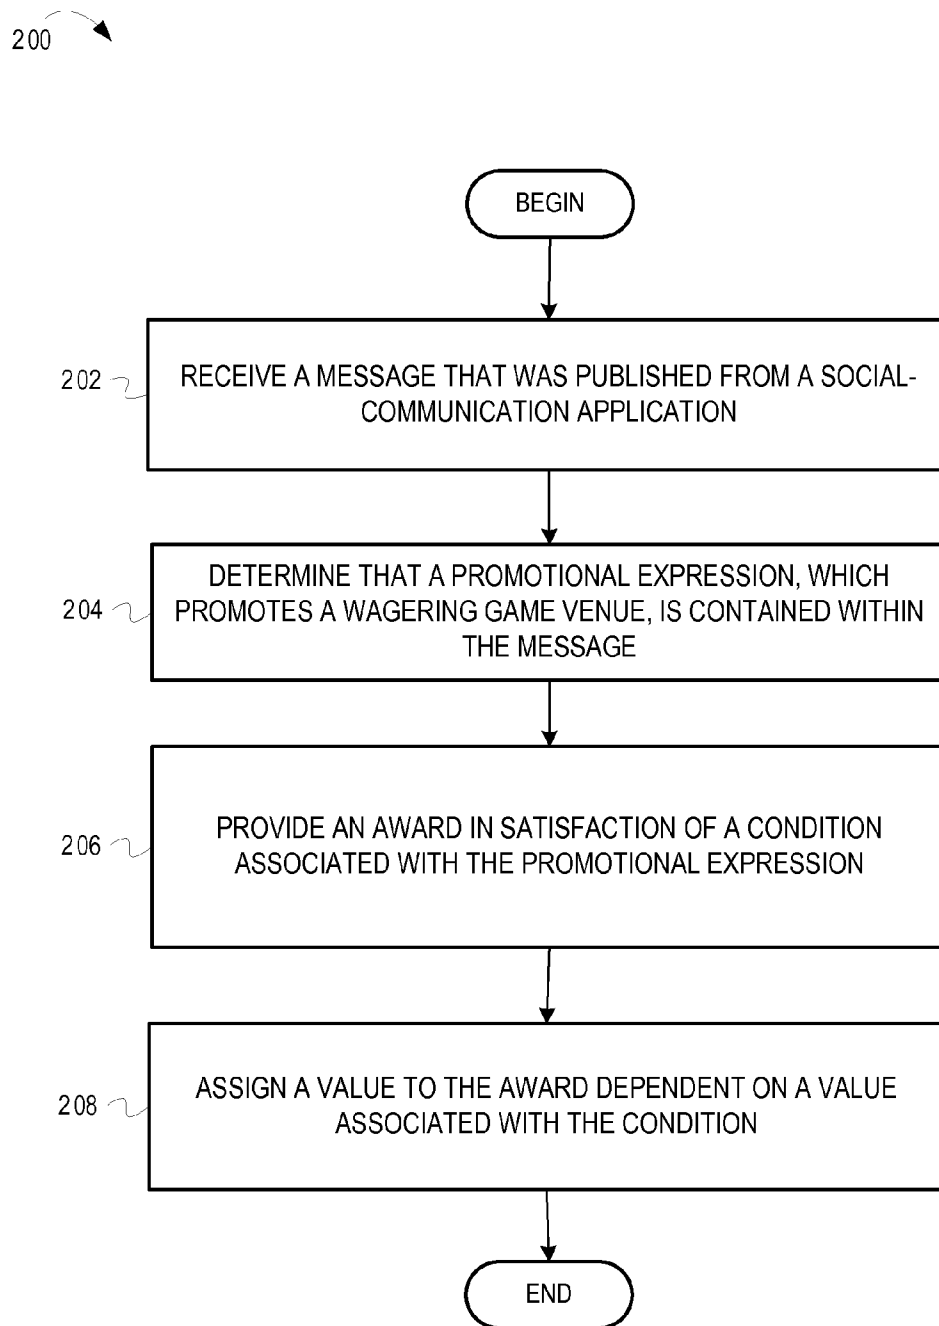 200
BEGIN
202
RECEIVE A MESSAGE THAT WAS PUBLISHED FROM A SOCIAL-
COMMUNICATION APPLICATION
204
DETERMINE THAT A PROMOTIONAL EXPRESSION, WHICH
PROMOTES A WAGERING GAME VENUE, IS CONTAINED WITHIN
THE MESSAGE
206
PROVIDE AN AWARD IN SATISFACTION OF A CONDITION
ASSOCIATED WITH THE PROMOTIONAL EXPRESSION
208
ASSIGN A VALUE TO THE AWARD DEPENDENT ON A VALUE
ASSOCIATED WITH THE CONDITION
END